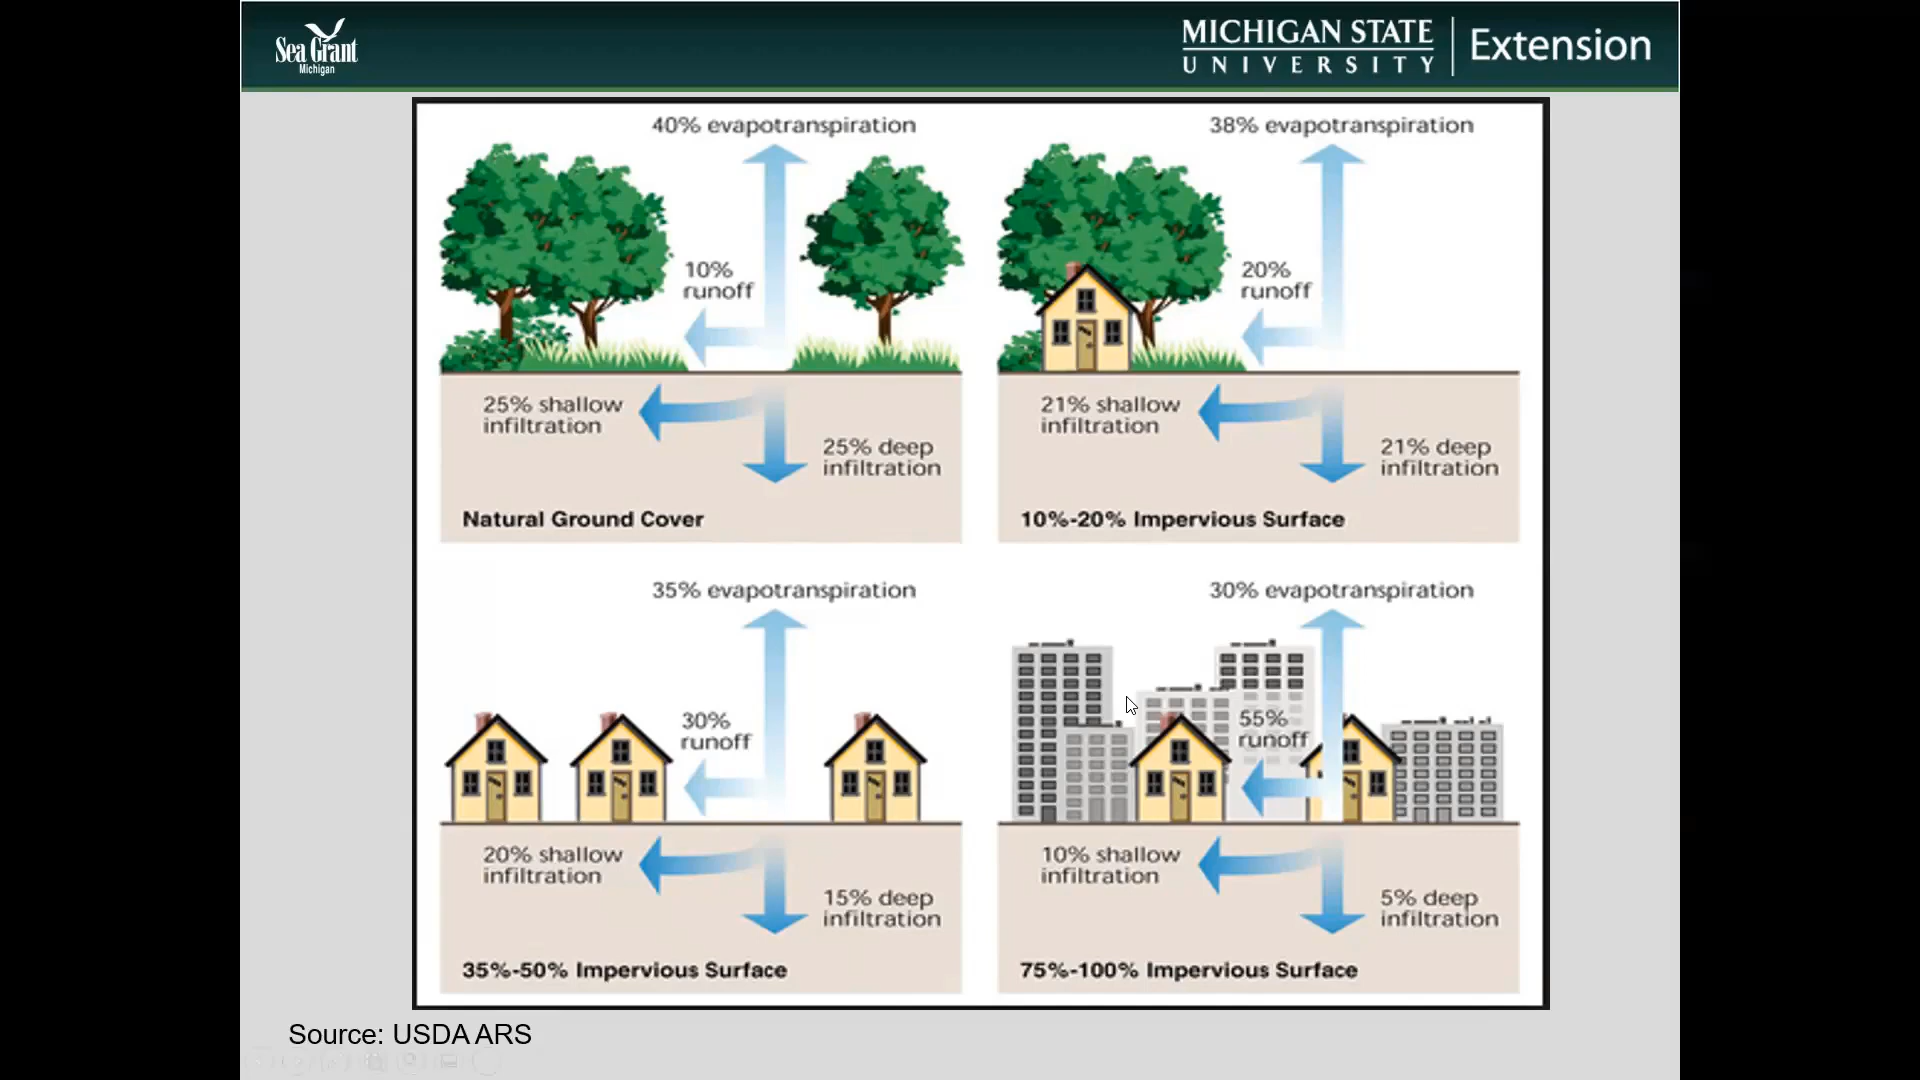 Sea Grant
Michigan
MICHIGAN STATE
UNIVERSITY
Extension
40% evapotranspiration
10%
runoff
25% shallow
infiltration
25% deep
infiltration
Natural Ground Cover
38% evapotranspiration
20%
runoff
21% shallow
infiltration
21% deep
infiltration
10%-20% Impervious Surface
35% evapotranspiration
30%
runoff
20% shallow
infiltration
15% deep
infiltration
35%-50% Impervious Surface
30% evapotranspiration
55%
runoff
10% shallow
infiltration
5% deep
infiltration
75%-100% Impervious Surface
Source: USDA ARS